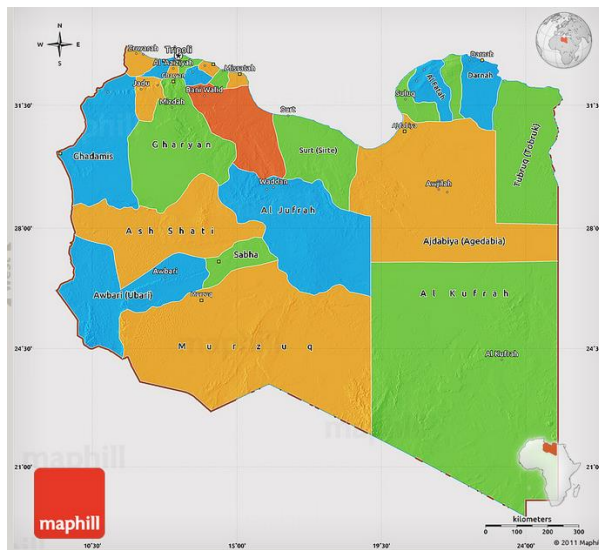 N
W E
S
Zuwarah
Tripoli
Al 'Aziziyah
Misratah
Gharyan
Jadu
Bani Walid
Mizdah
Surt
Darnah
Darnah
Suluq
Ajdabiya
31°30'
Ghadamis
Gharyan
Surt (Sirte)
Tubruq (Tobruk)
Waddan
Awjilah
Al Jufrah
28°00'
Ash Shati
Ajdabiya (Agedabia)
Sabha
Awbari
Awbari (Ubari)
Murzuq
Al Kufrah
24°30'
Murzuq
Al Kufrah
maphill
maphill
21°00'
maphill
kilometers
0 100 200 300
10°30' 15°00' 19°30' 24°00'
© 2011 Maphil